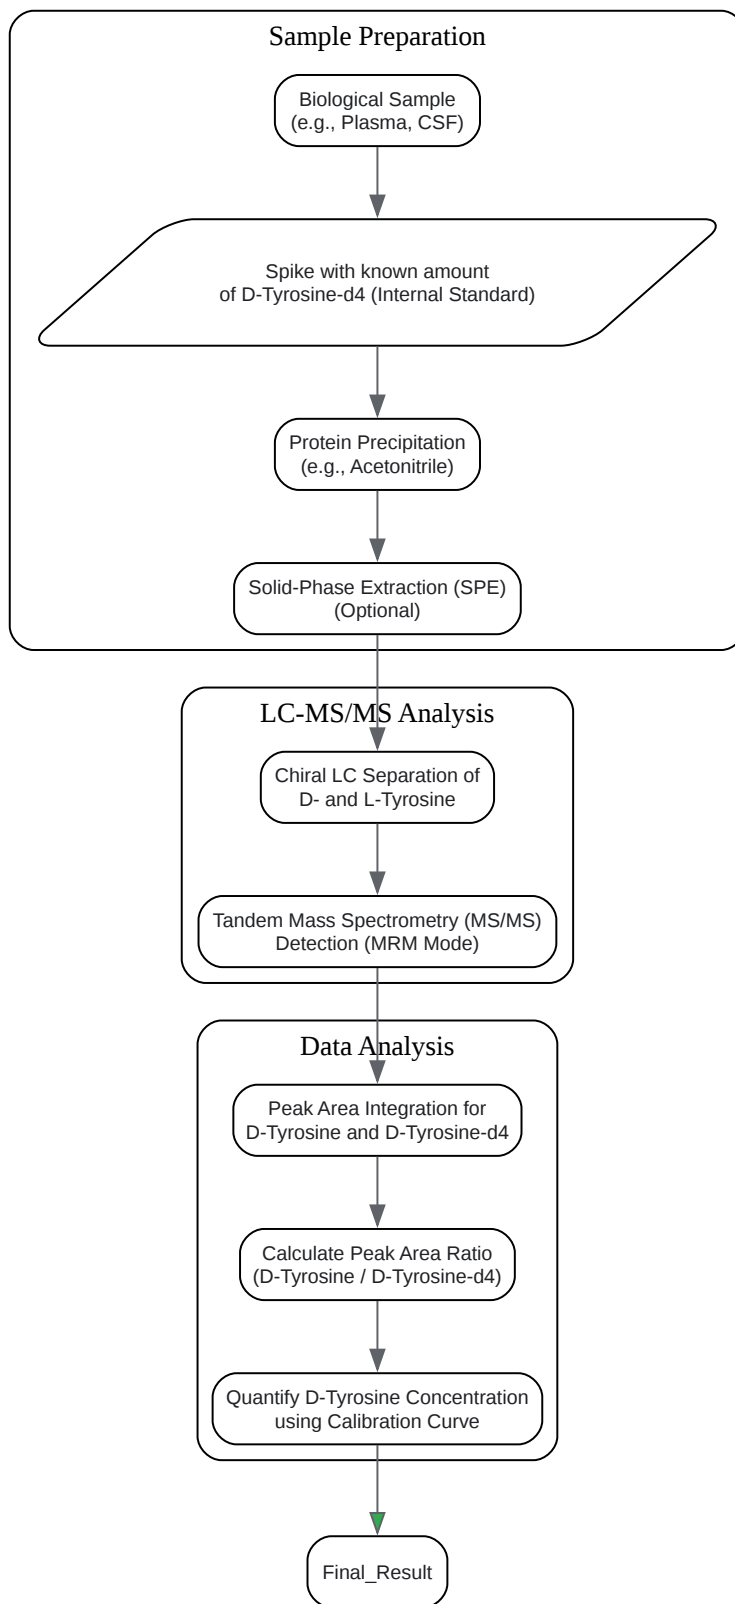 Sample Preparation
Biological Sample
(e.g., Plasma, CSF)
Spike with known amount
of D-Tyrosine-d4 (Internal Standard)
Protein Precipitation
(e.g., Acetonitrile)
Solid-Phase Extraction (SPE)
(Optional)
LC-MS/MS Analysis
Chiral LC Separation of
D- and L-Tyrosine
Tandem Mass Spectrometry (MS/MS)
Detection (MRM Mode)
Data Analysis
Peak Area Integration for
D-Tyrosine and D-Tyrosine-d4
Calculate Peak Area Ratio
(D-Tyrosine / D-Tyrosine-d4)
Quantify D-Tyrosine Concentration
using Calibration Curve
Final_Result